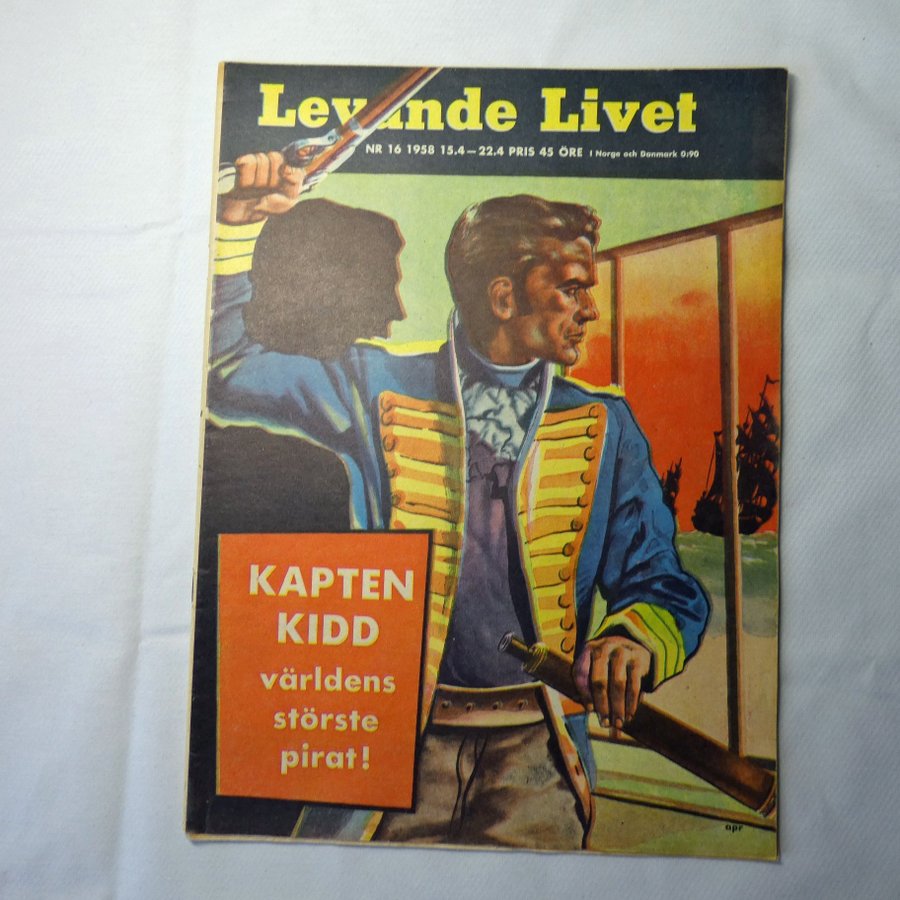 Levande Livet
NR 16 1958 15.4–22.4 PRIS 45 ÖRE I Norge och Danmark 0:90
KAPTEN
KIDD
världens
störste
pirat!
apr